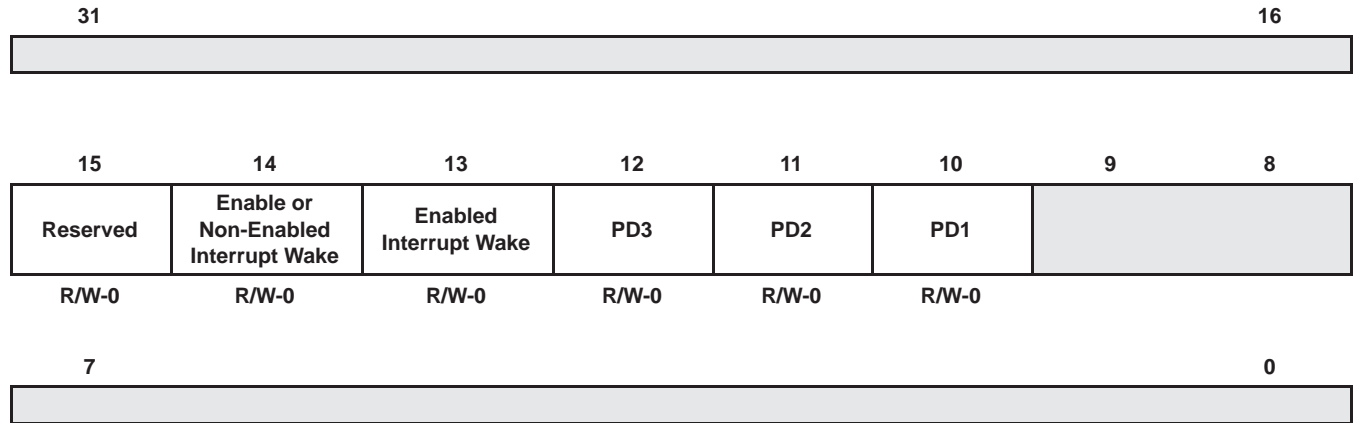 31 16
15 14 13 12 11 10 9 8
Reserved
Enable or
Non-Enabled
Interrupt Wake
Enabled
Interrupt Wake
PD3
PD2
PD1
R/W-0 R/W-0 R/W-0 R/W-0 R/W-0 R/W-0
7 0